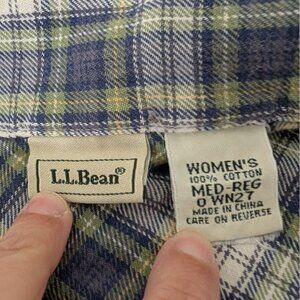 L.L.Bean®
WOMEN'S
100% COTTON
MED-REG
0 WN27
MADE IN CHINA
CARE ON REVERSE